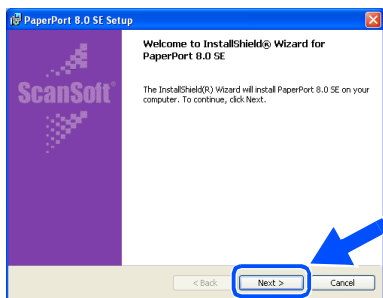 PaperPort 8.0 SE Setup
Welcome to InstallShield® Wizard for
PaperPort 8.0 SE
The InstallShield(R) Wizard will install PaperPort 8.0 SE on your
computer. To continue, click Next.
ScanSoft®
< Back Next > Cancel